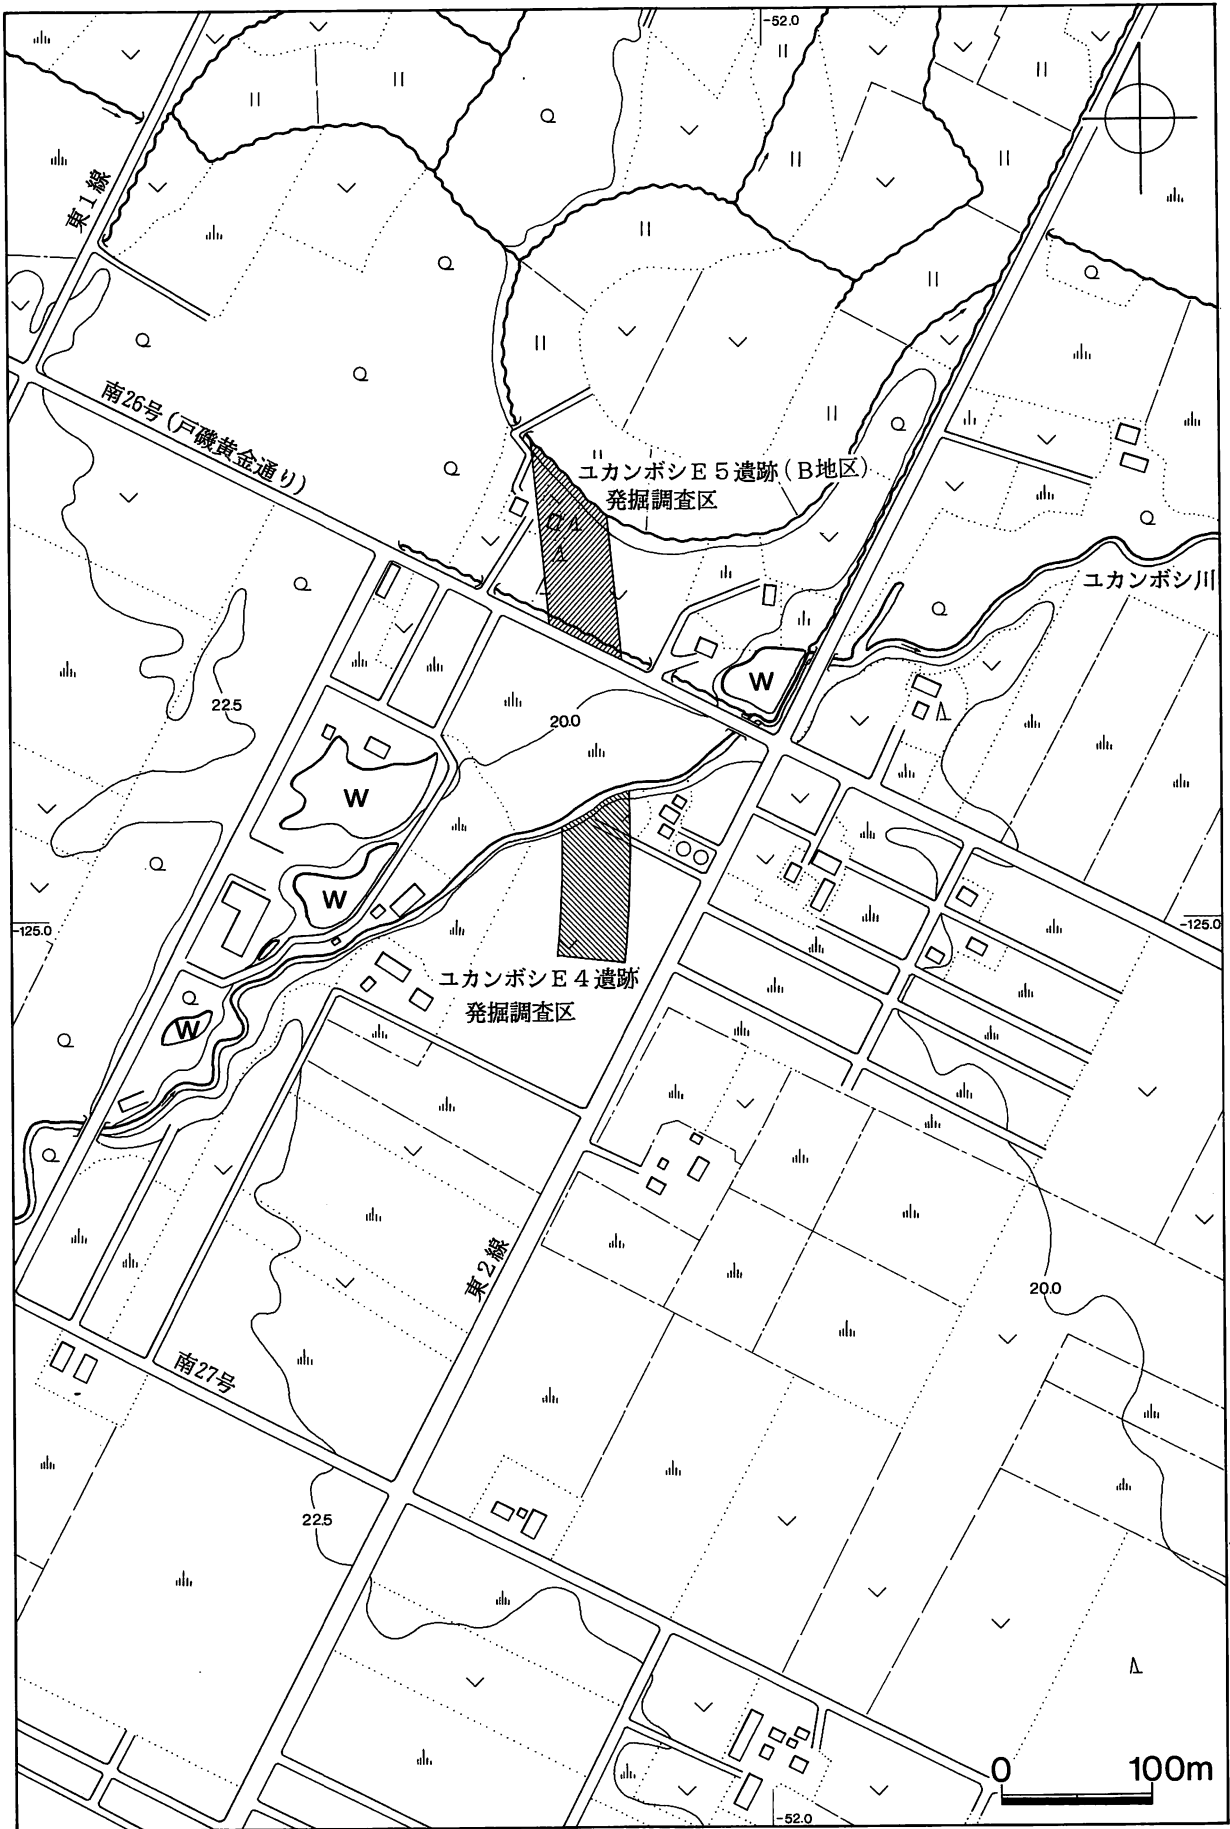 -52.0
東1線
南26号(戸磯黄金通り)
ユカンボシE5遺跡(B地区)
発掘調査区
ユカンボシ川
W
22.5
20.0
W
W
-125.0
-125.0
ユカンボシE4遺跡
発掘調査区
W
東2線
20.0
南27号
22.5
0 100m
-52.0